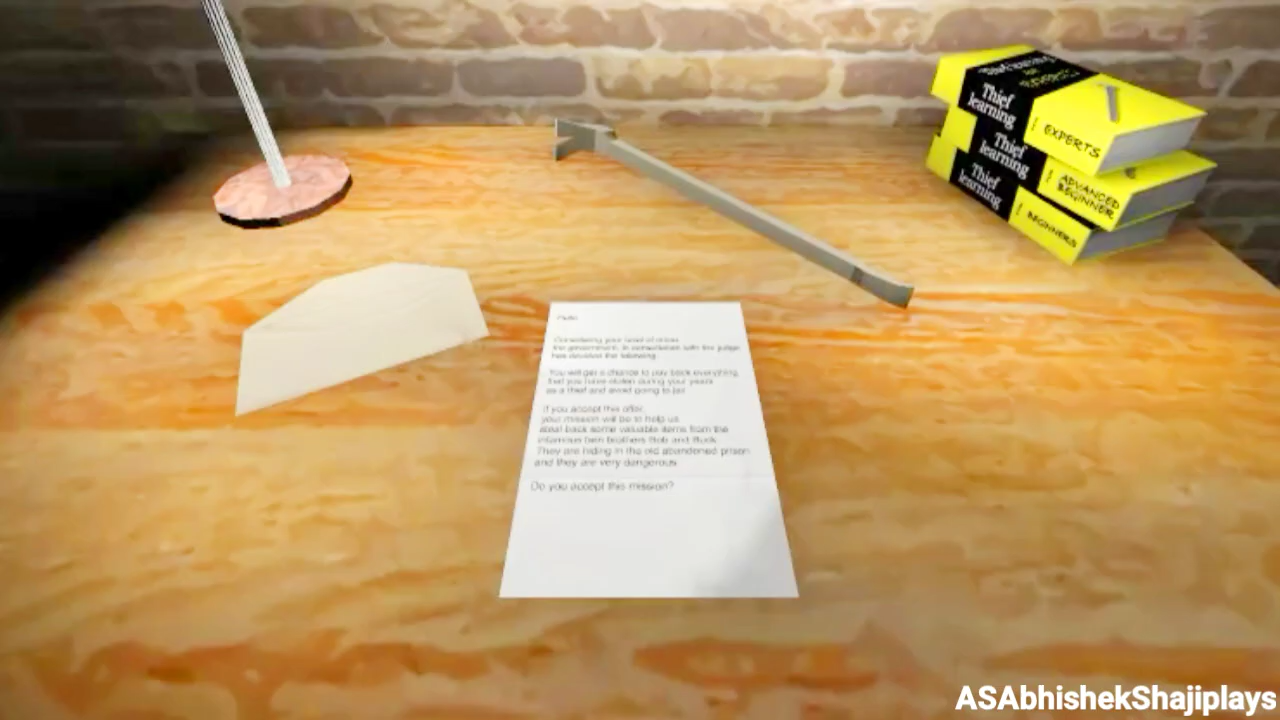 Hello
Considering your level of crime,
the government, in consultation with the judge
has decided the following:
You will get a chance to pay back everything
that you have stolen during your years
as a thief and avoid going to jail.
If you accept this offer,
your mission will be to help us
steal back some valuable items from the
infamous twin brothers Bob and Buck.
They are hiding in the old abandoned prison
and they are very dangerous.
Do you accept this mission?
Thief
learning
EXPERTS
Thief
learning
ADVANCED
BEGINNER
Thief
learning
BEGINNERS
ASAbhishekShajiplays